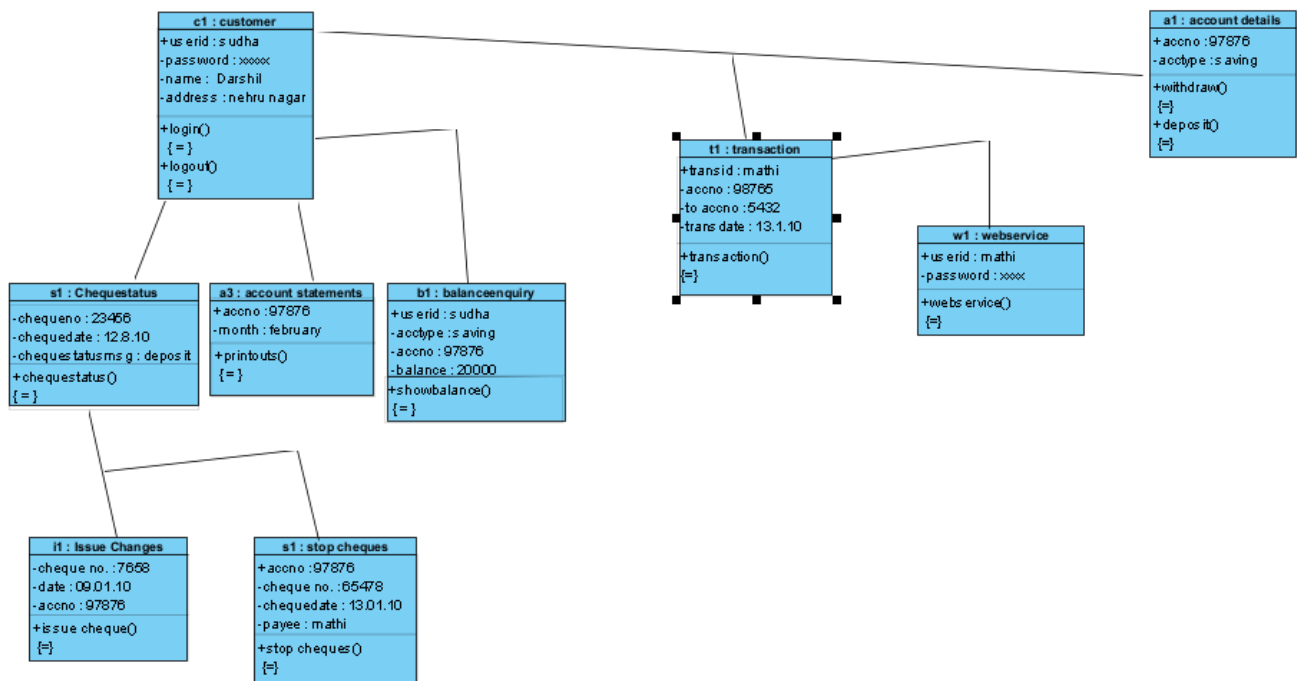 c1 : customer
+userid : sudha
-password : xxxxx
-name : Darshil
-address : nehru nagar
+login()
{ = }
+logout()
{ = }
a1 : account details
+accno : 97876
-acctype : saving
+withdraw()
{=}
+deposit()
{=}
t1 : transaction
+transid : mathi
-accno : 98765
-to accno : 5432
-transdate : 13.1.10
+transaction()
{=}
w1 : webservice
+userid : mathi
-password : xxxx
+webservice()
{=}
s1 : Chequestatus
-chequeno : 23456
-chequedate : 12.8.10
-chequestatusmsg : deposit
+chequestatus()
{ = }
a3 : account statements
+accno : 97876
-month : february
+printouts()
{ = }
b1 : balanceenquiry
+userid : sudha
-acctype : saving
-accno : 97876
-balance : 20000
+showbalance()
{ = }
i1 : Issue Changes
-cheque no. : 7658
-date : 09.01.10
-accno : 97876
+issue cheque()
{=}
s1 : stop cheques
+accno : 97876
-cheque no. : 65478
-chequedate : 13.01.10
-payee : mathi
+stop cheques()
{=}